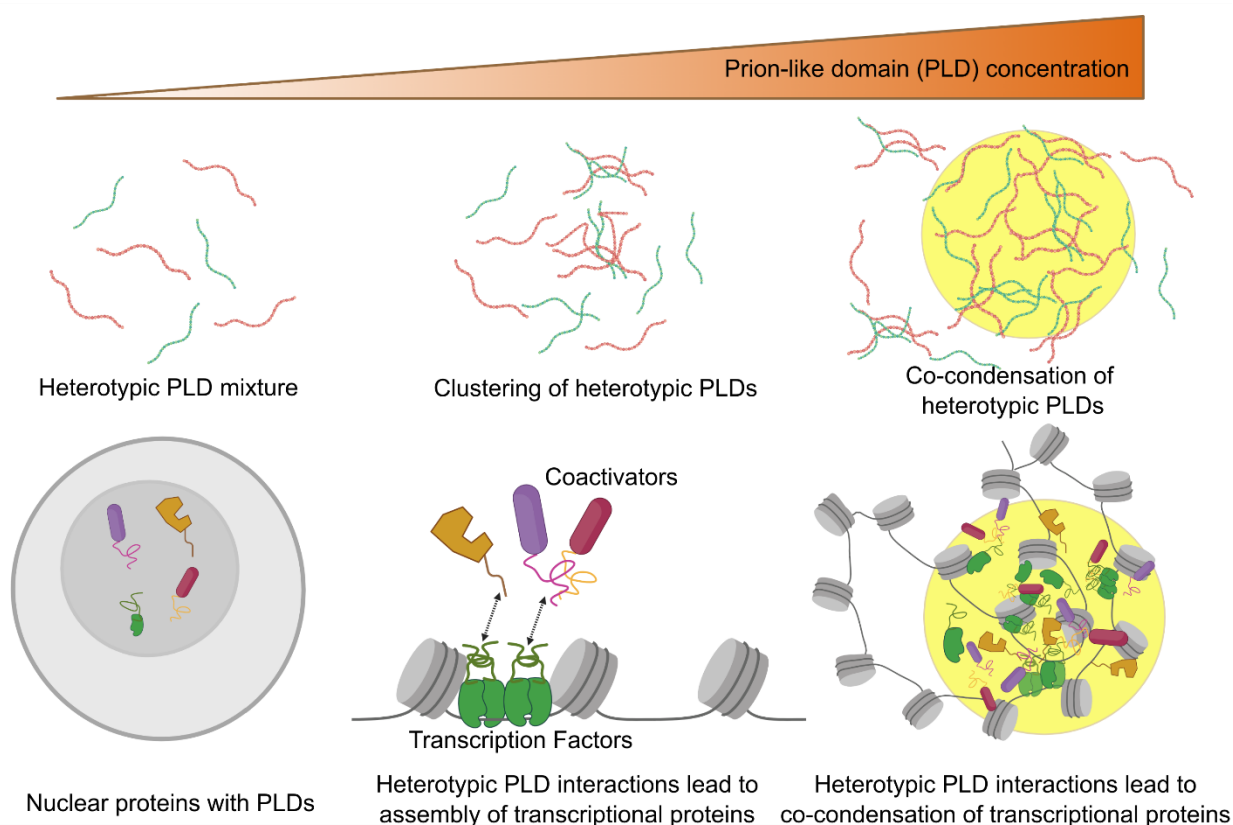 Prion-like domain (PLD) concentration
Heterotypic PLD mixture
Clustering of heterotypic PLDs
Co-condensation of
heterotypic PLDs
Coactivators
Transcription Factors
Nuclear proteins with PLDs
Heterotypic PLD interactions lead to
assembly of transcriptional proteins
Heterotypic PLD interactions lead to
co-condensation of transcriptional proteins